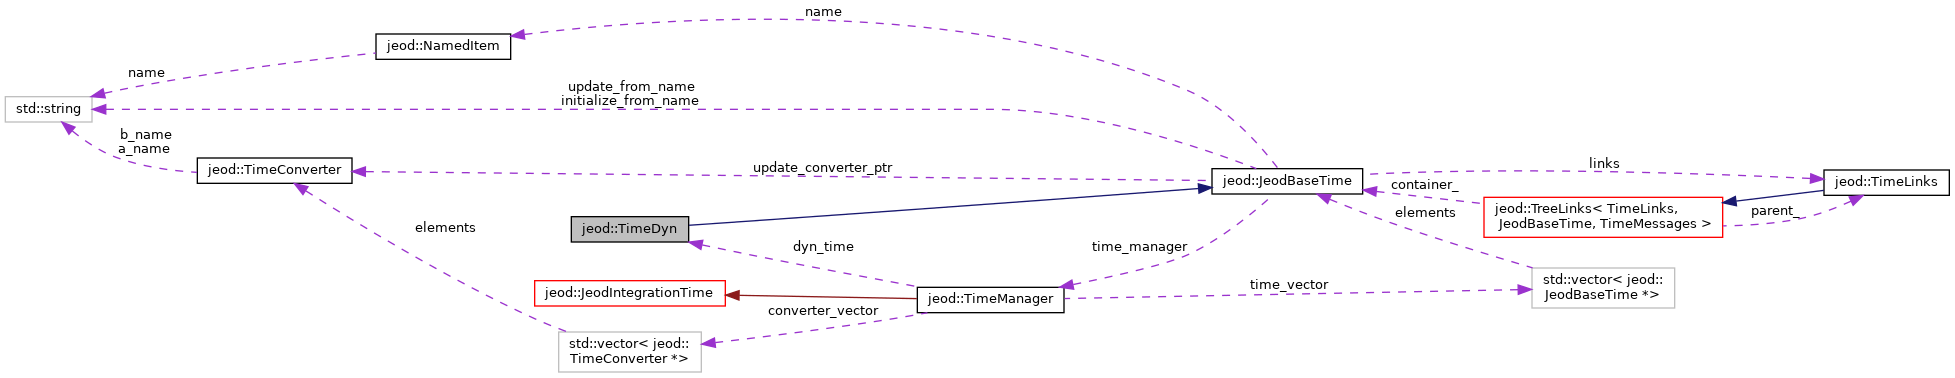 name
jeod::NamedItem
name
update_from_name
initialize_from_name
std::string
b_name
a_name
jeod::TimeConverter
update_converter_ptr
jeod::JeodBaseTime
links
jeod::TimeLinks
container_
jeod::TreeLinks< TimeLinks,
JeodBaseTime, TimeMessages >
parent_
elements
elements
jeod::TimeDyn
dyn_time
time_manager
jeod::JeodIntegrationTime
jeod::TimeManager
time_vector
std::vector< jeod::
JeodBaseTime *>
converter_vector
std::vector< jeod::
TimeConverter *>